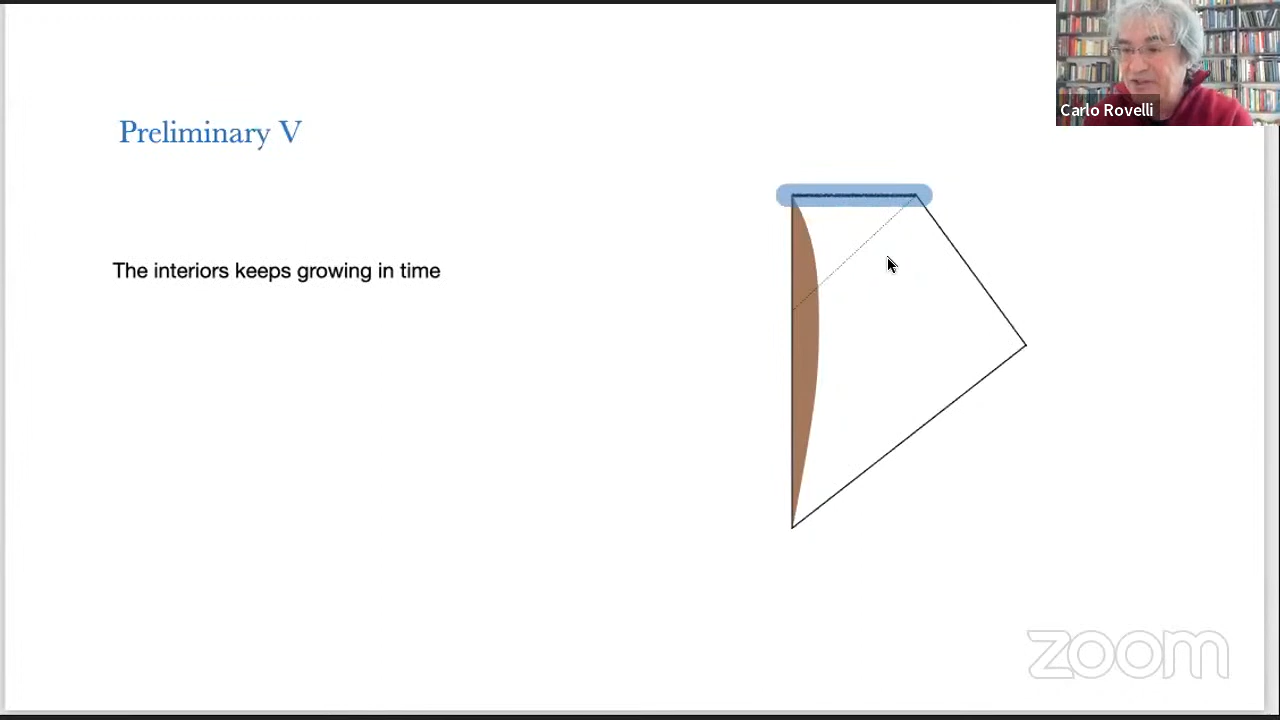 Carlo Rovelli
Preliminary V
The interiors keeps growing in time
zoom